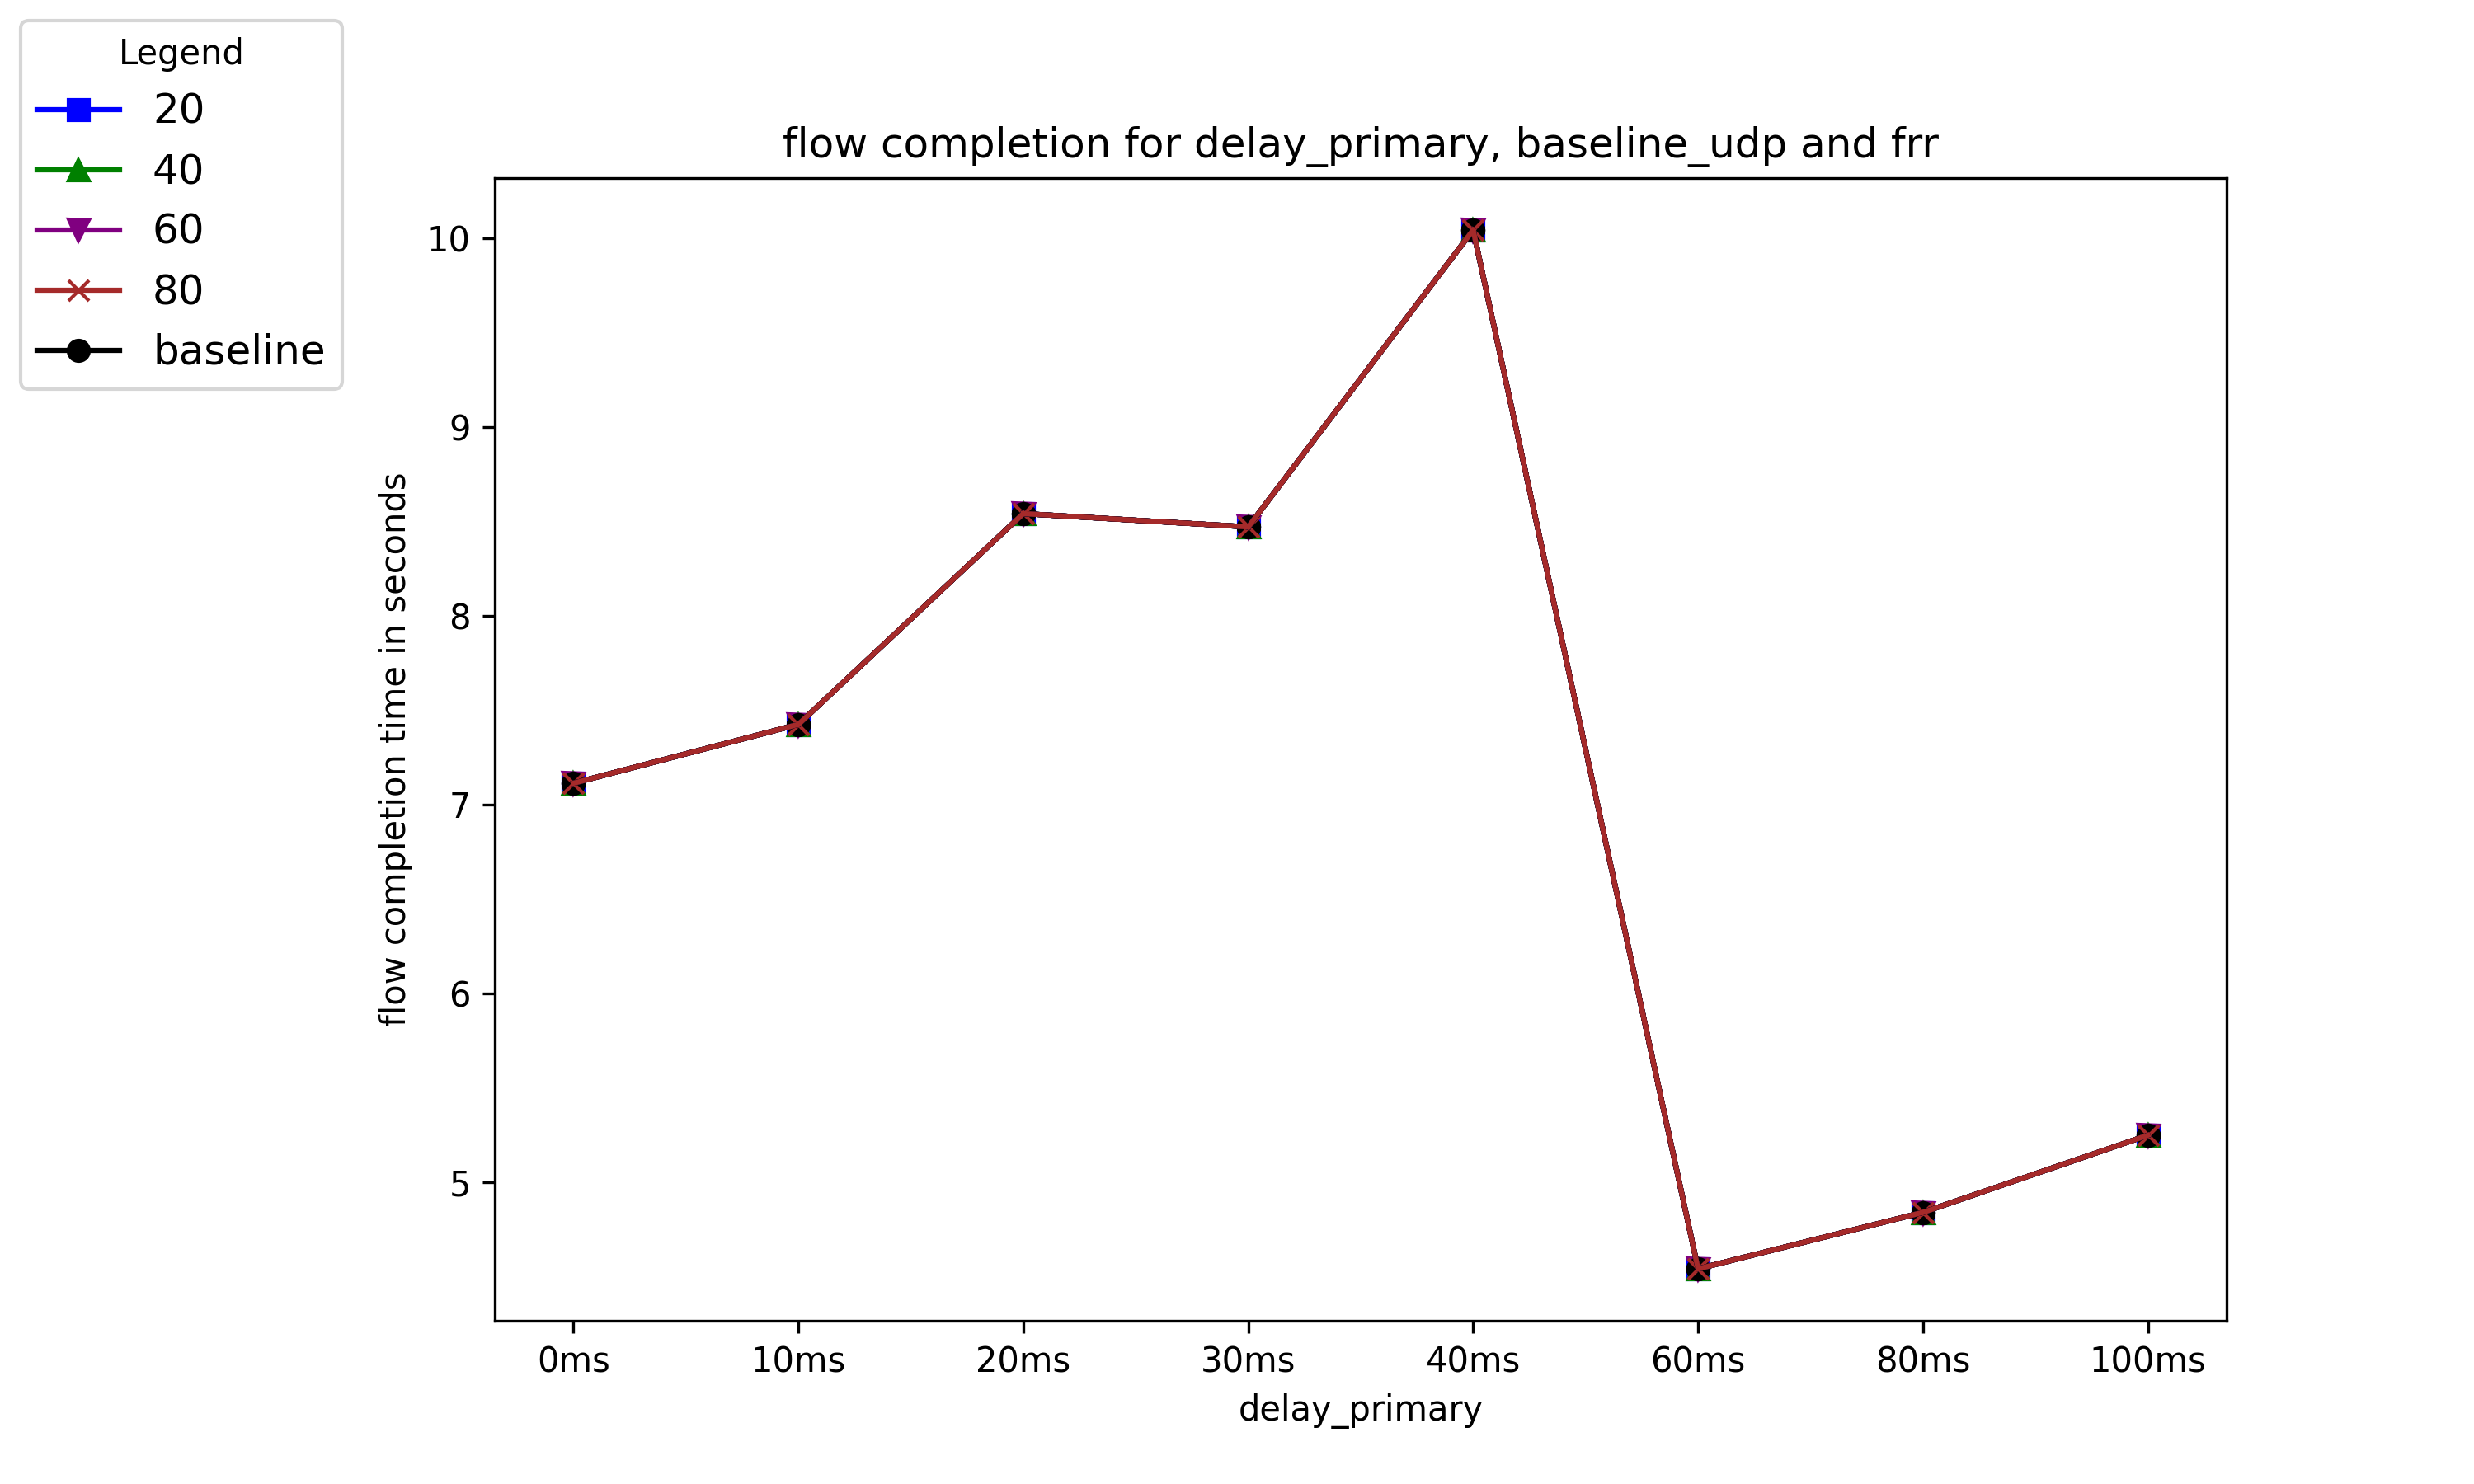 Legend
20
40
60
80
baseline
flow completion for delay_primary, baseline_udp and frr
flow completion time in seconds
10
9
8
7
6
5
0ms 10ms 20ms 30ms 40ms 60ms 80ms 100ms
delay_primary